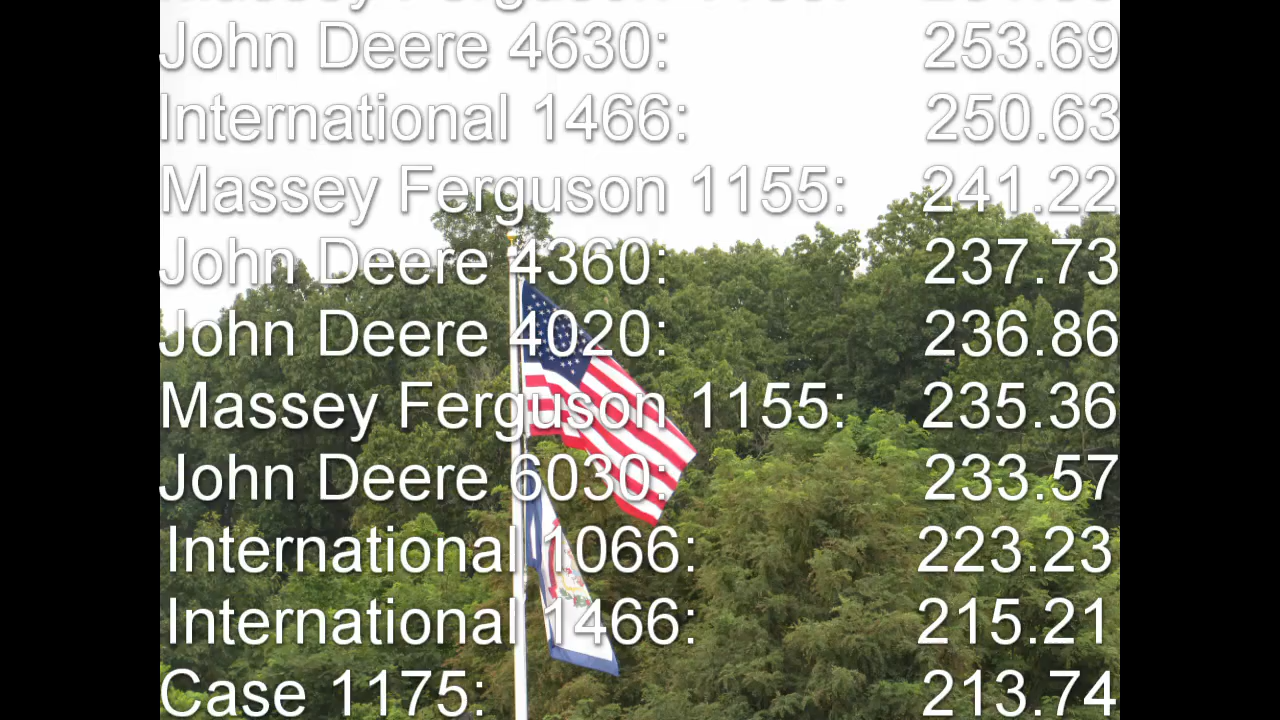 John Deere 4630: 253.69
International 1466: 250.63
Massey Ferguson 1155: 241.22
John Deere 4360: 237.73
John Deere 4020: 236.86
Massey Ferguson 1155: 235.36
John Deere 6030: 233.57
International 1066: 223.23
International 1466: 215.21
Case 1175: 213.74